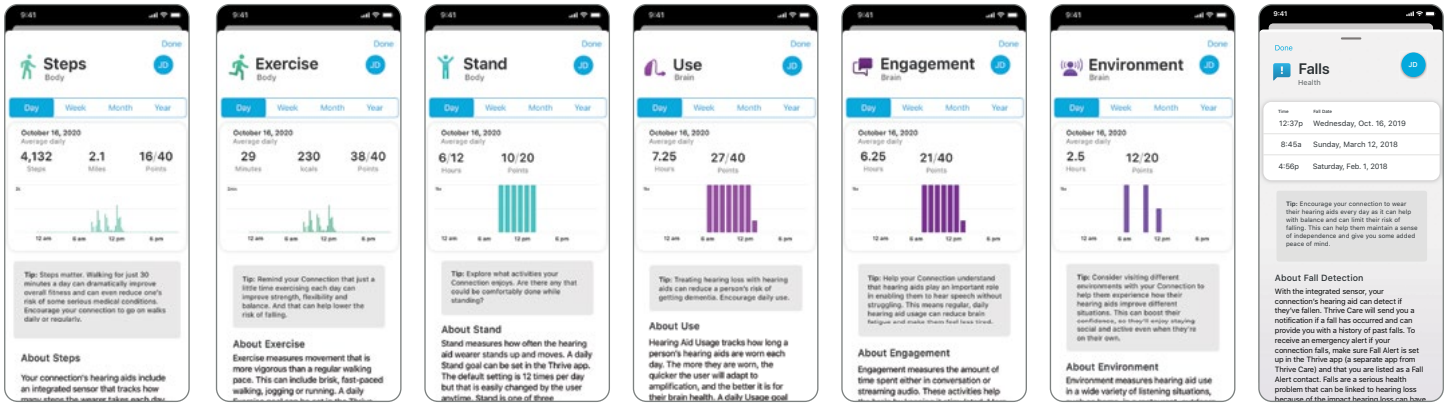 9:41
Done
Steps
Body
JD
Day Week Month Year
October 16, 2020
Average daily
4,132 2.1 16/40
Steps Miles Points
12 am 6 am 12 pm 6 pm
Tip: Steps matter. Walking for just 30
minutes a day can dramatically improve
overall fitness and can even reduce one's
risk of some serious medical conditions.
Encourage your connection to go on walks
daily or regularly.
About Steps
Your connection's hearing aids include
an integrated sensor that tracks how
many steps the wearer takes each day
9:41
Done
Exercise
Body
JD
Day Week Month Year
October 16, 2020
Average daily
29 230 38/40
Minutes kcals Points
12 am 6 am 12 pm 6 pm
Tip: Remind your Connection that just a
little time exercising each day can
improve strength, flexibility and
balance. And that can help lower the
risk of falling.
About Exercise
Exercise measures movement that is
more vigorous than a regular walking
pace. This can include brisk, fast-paced
walking, jogging or running. A daily
9:41
Done
Stand
Body
JD
Day Week Month Year
October 16, 2020
Average daily
6/12 10/20
Hours Points
12 am 6 am 12 pm 6 pm
Tip: Explore what activities your
Connection enjoys. Are there any that
could be comfortably done while
standing?
About Stand
Stand measures how often the hearing
aid wearer stands up and moves. A daily
Stand goal can be set in the Thrive app.
The default setting is 12 times per day
but that is easily changed by the user
anytime. Stand is one of three
9:41
Done
Use
Brain
JD
Day Week Month Year
October 16, 2020
Average daily
7.25 27/40
Hours Points
12 am 6 am 12 pm 6 pm
Tip: Treating hearing loss with hearing
aids can reduce a person's risk of
getting dementia. Encourage daily use.
About Use
Hearing Aid Usage tracks how long a
person's hearing aids are worn each
day. The more they are worn, the
quicker the user will adapt to
amplification, and the better it is for
their brain health. A daily Usage goal
9:41
Done
Engagement
Brain
JD
Day Week Month Year
October 16, 2020
Average daily
6.25 21/40
Hours Points
12 am 6 am 12 pm 6 pm
Tip: Help your Connection understand
that hearing aids play an important role
in enabling them to hear speech without
struggling. This means regular, daily
hearing aid usage can reduce brain
fatigue and make them feel less tired.
About Engagement
Engagement measures the amount of
time spent either in conversation or
streaming audio. These activities help
9:41
Done
Environment
Brain
JD
Day Week Month Year
October 16, 2020
Average daily
2.5 12/20
Hours Points
12 am 6 am 12 pm 6 pm
Tip: Consider visiting different
environments with your Connection to
help them experience how their
hearing aids improve different
situations. This can boost their
confidence, so they'll enjoy staying
social and active even when they're
on their own.
About Environment
Environment measures hearing aid use
in a wide variety of listening situations,
9:41
Done
Falls
Health
JD
Time Fall Date
12:37p Wednesday, Oct. 16, 2019
8:45a Sunday, March 12, 2018
4:56p Saturday, Feb. 1, 2018
Tip: Encourage your connection to wear
their hearing aids every day as it can help
with balance and can limit their risk of
falling. This can help them maintain a sense
of independence and give you some added
peace of mind.
About Fall Detection
With the integrated sensor, your
connection's hearing aid can detect if
they've fallen. Thrive Care will send you a
notification if a fall has occurred and can
provide you with a history of past falls. To
receive an emergency alert if your
connection falls, make sure Fall Alert is set
up in the Thrive app (a separate app from
Thrive Care) and that you are listed as a Fall
Alert contact. Falls are a serious health
problem that can be linked to hearing loss
because of the impact hearing loss can have